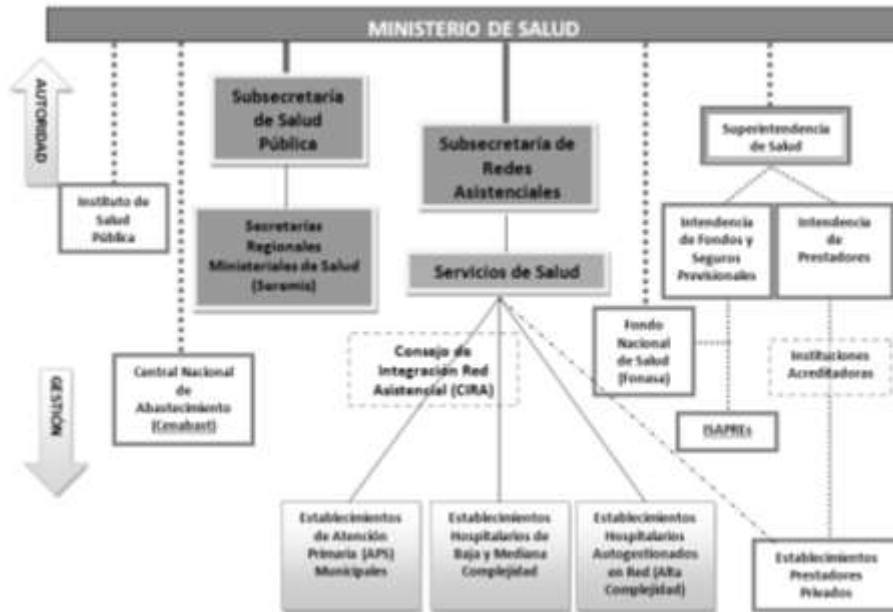 MINISTERIO DE SALUD
AUTORIDAD
Subsecretaría
de Salud
Pública
Subsecretaría de
Redes
Asistenciales
Superintendencia
de Salud
Instituto de
Salud
Pública
Secretarías
Regionales
Ministeriales de Salud
(Seremis)
Intendencia
de Fondos y
Seguros
Previsionales
Intendencia
de
Prestadores
Servicios de Salud
GESTIÓN
Central Nacional
de
Abastecimiento
(Cenabast)
Consejo de
Integración Red
Asistencial (CIRA)
Fondo
Nacional
de Salud
(Fonasa)
Instituciones
Acreditadoras
ISAPREs
Establecimientos
de Atención
Primaria (APS)
Municipales
Establecimientos
Hospitalarios de
Baja y Mediana
Complejidad
Establecimientos
Hospitalarios
Autogestionados
en Red (Alta
Complejidad)
Establecimientos
Prestadores
Privados